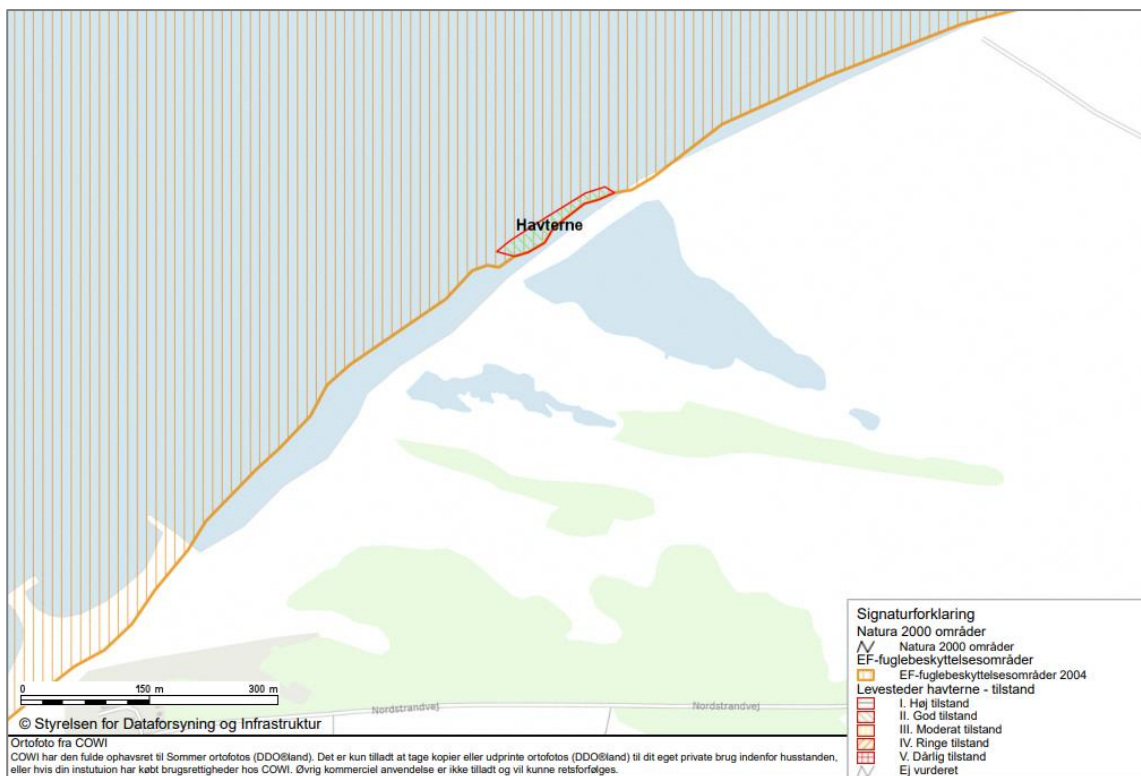 Havterne
Nordstrandvej
Nordstrandvej
0 150 m 300 m
© Styrelsen for Dataforsyning og Infrastruktur
Signaturforklaring
Natura 2000 områder
Natura 2000 områder
EF-fuglebeskyttelsesområder
EF-fuglebeskyttelsesområder 2004
Levesteder havterne - tilstand
I. Høj tilstand
II. God tilstand
III. Moderat tilstand
IV. Ringe tilstand
V. Dårlig tilstand
Ej vurderet
Ortofoto fra COWI
COWI har den fulde ophavsret til Sommer ortofotos (DDO®land). Det er kun tilladt at tage kopier eller udprinte ortofotos (DDO®land) til dit eget private brug indenfor husstanden,
eller hvis din instutuion har købt brugsrettigheder hos COWI. Øvrig kommerciel anvendelse er ikke tilladt og vil kunne retsforfølges.